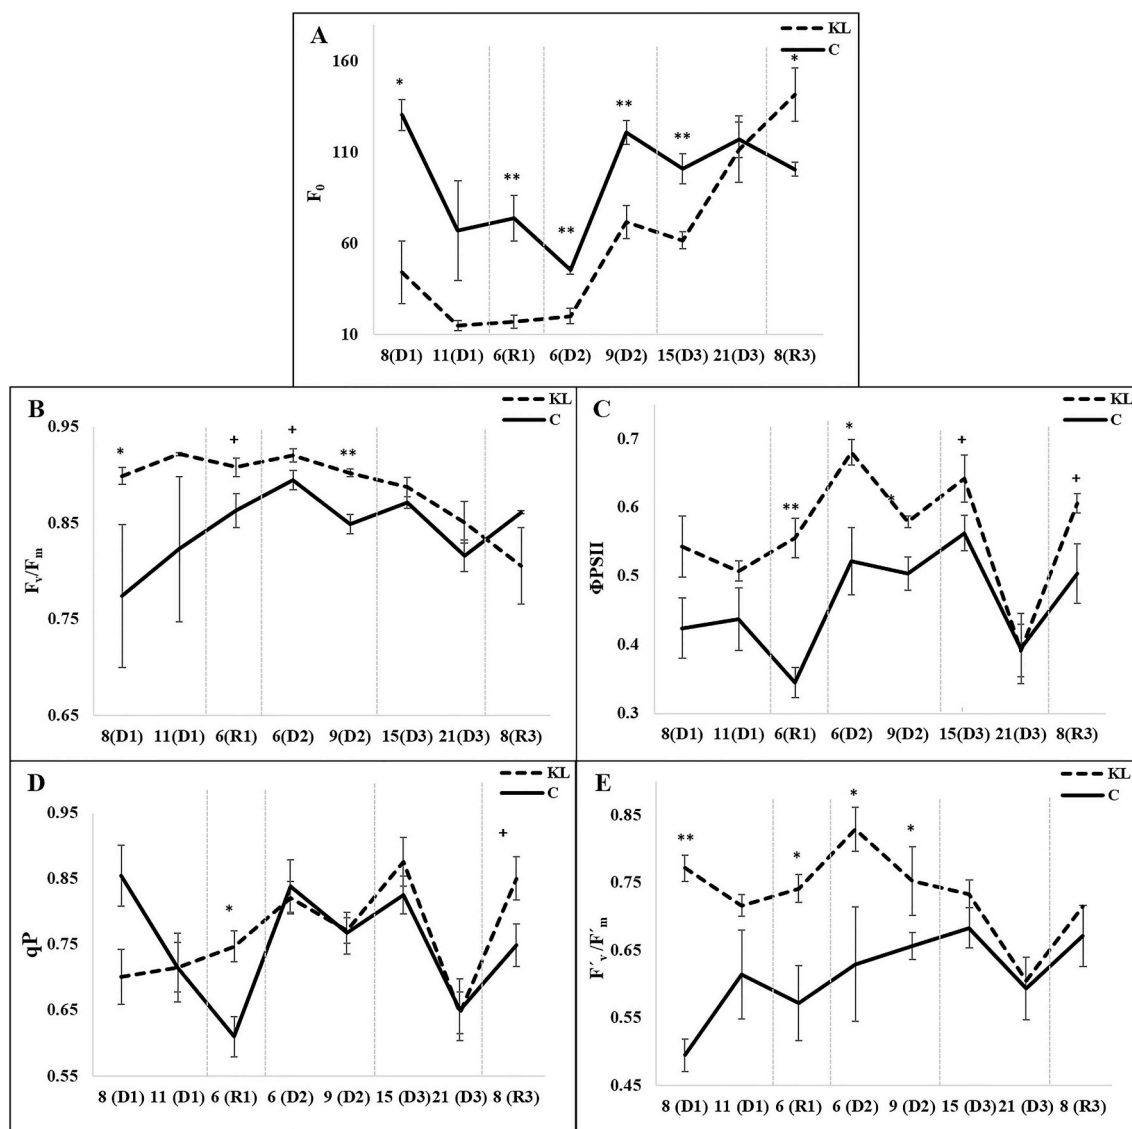 A
KL
C
F₀
160
110
60
10
*
**
**
**
**
*
8(D1) 11(D1) 6(R1) 6(D2) 9(D2) 15(D3) 21(D3) 8(R3)
B
KL
C
Fᵥ/Fₘ
0.95
0.85
0.75
0.65
*
+
+
**
8(D1) 11(D1) 6(R1) 6(D2) 9(D2) 15(D3) 21(D3) 8(R3)
C
KL
C
ΦPSII
0.7
0.6
0.5
0.4
0.3
**
*
*
+
+
8(D1) 11(D1) 6(R1) 6(D2) 9(D2) 15(D3) 21(D3) 8(R3)
D
KL
C
qP
0.95
0.85
0.75
0.65
0.55
*
+
8 (D1) 11 (D1) 6 (R1) 6 (D2) 9 (D2) 15 (D3) 21 (D3) 8 (R3)
E
KL
C
F´ᵥ/F´ₘ
0.85
0.75
0.65
0.55
0.45
**
*
*
*
8 (D1) 11 (D1) 6 (R1) 6 (D2) 9 (D2) 15 (D3) 21 (D3) 8 (R3)